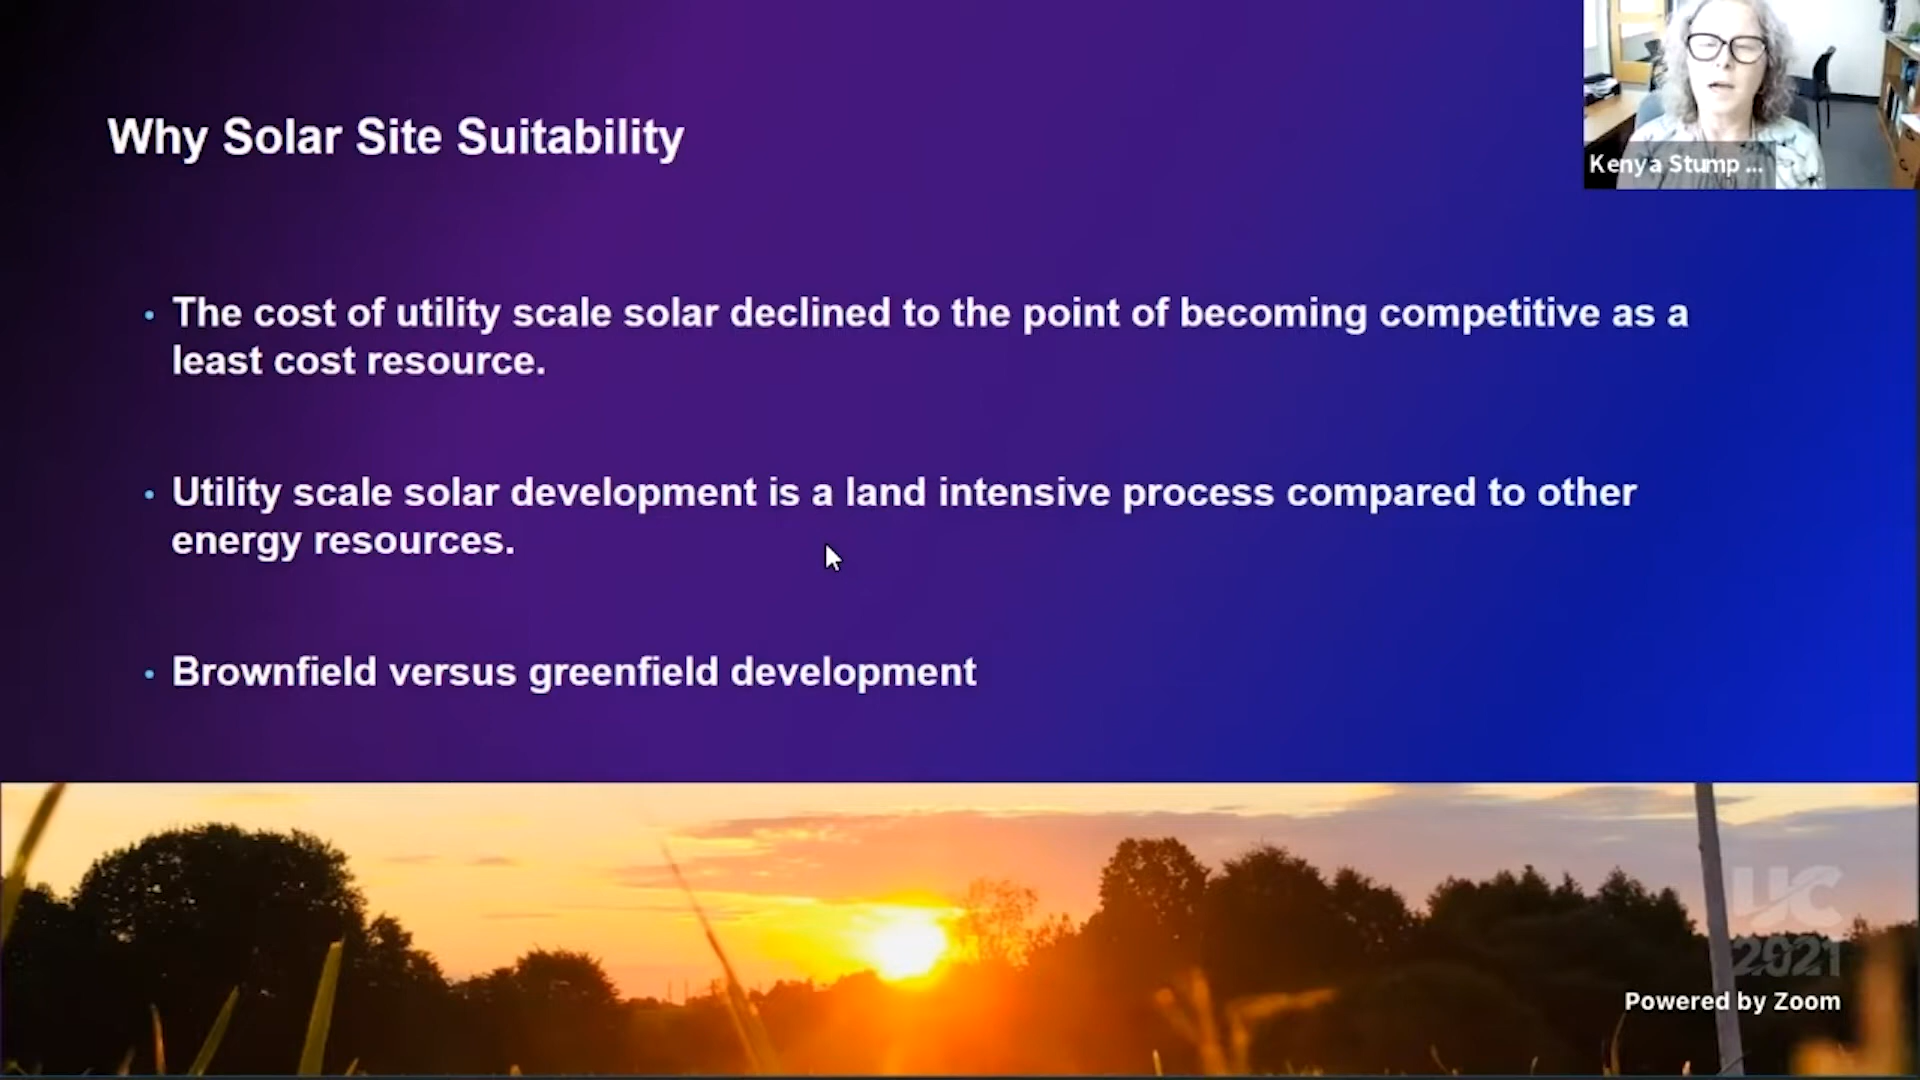 Why Solar Site Suitability
Kenya Stump ...
• The cost of utility scale solar declined to the point of becoming competitive as a
least cost resource.
• Utility scale solar development is a land intensive process compared to other
energy resources.
• Brownfield versus greenfield development
UC
2021
Powered by Zoom